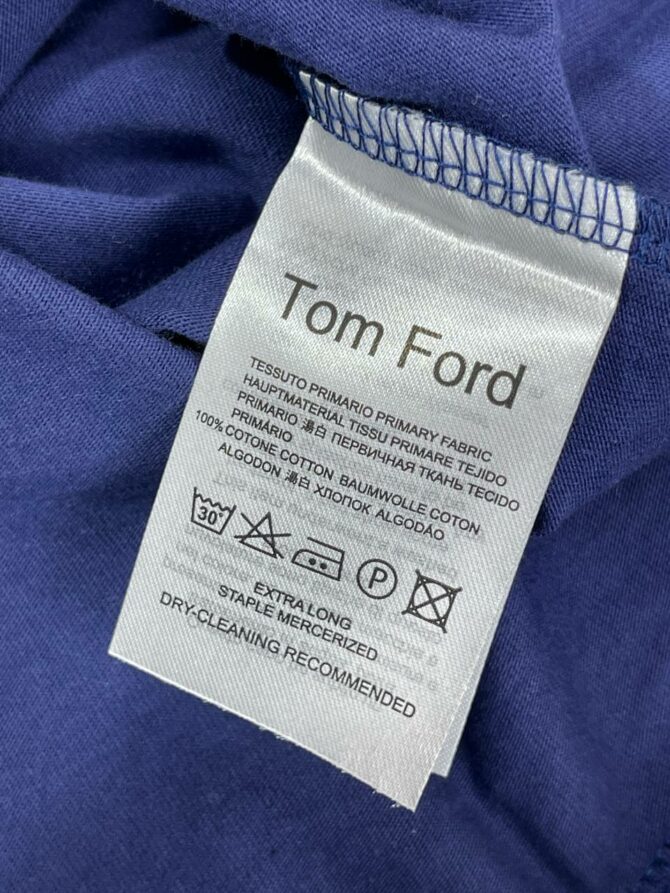 Tom Ford
TESSUTO PRIMARIO PRIMARY FABRIC
HAUPTMATERIAL TISSU PRIMARE TEJIDO
PRIMARIO 湯白 ПЕРВИЧНАЯ ТКАНЬ TECIDO
PRIMÁRIO
100% COTONE COTTON BAUMWOLLE COTON
ALGODON 湯白 ХЛОПОК ALGODÃO
30°
P
EXTRA LONG
STAPLE MERCERIZED
DRY-CLEANING RECOMMENDED